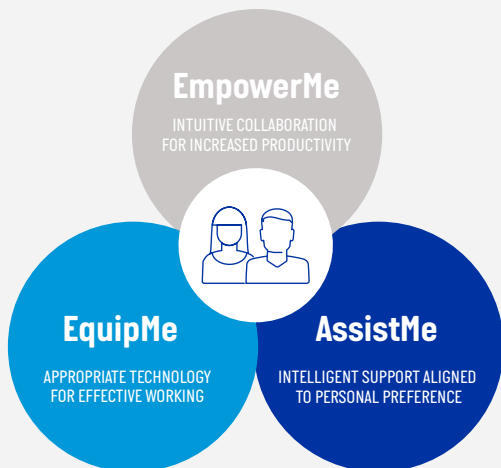 EmpowerMe
INTUITIVE COLLABORATION
FOR INCREASED PRODUCTIVITY
EquipMe
APPROPRIATE TECHNOLOGY
FOR EFFECTIVE WORKING
AssistMe
INTELLIGENT SUPPORT ALIGNED
TO PERSONAL PREFERENCE